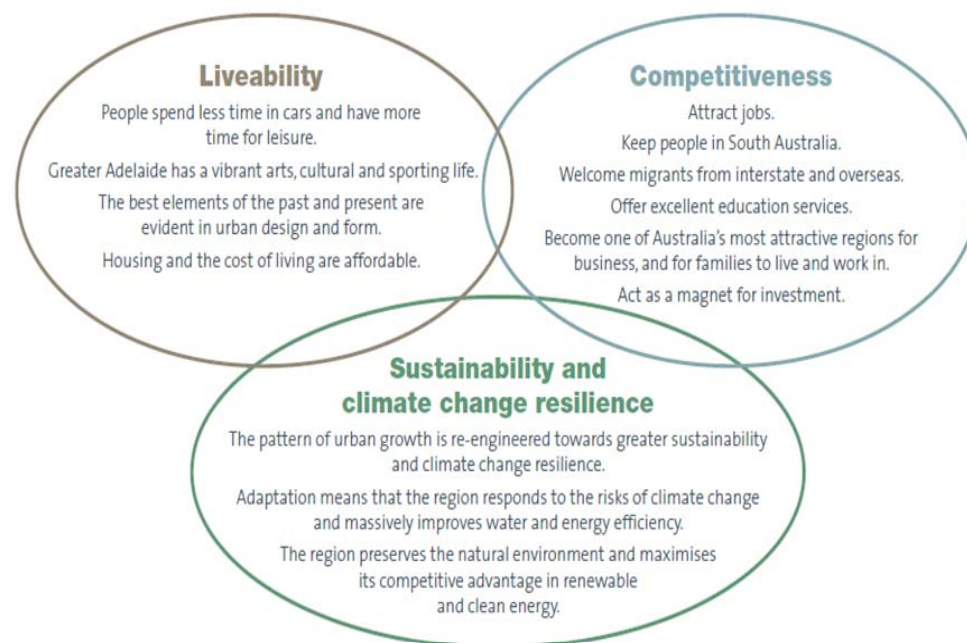 Liveability
People spend less time in cars and have more
time for leisure.
Greater Adelaide has a vibrant arts, cultural and sporting life.
The best elements of the past and present are
evident in urban design and form.
Housing and the cost of living are affordable.
Competitiveness
Attract jobs.
Keep people in South Australia.
Welcome migrants from interstate and overseas.
Offer excellent education services.
Become one of Australia's most attractive regions for
business, and for families to live and work in.
Act as a magnet for investment.
Sustainability and
climate change resilience
The pattern of urban growth is re-engineered towards greater sustainability
and climate change resilience.
Adaptation means that the region responds to the risks of climate change
and massively improves water and energy efficiency.
The region preserves the natural environment and maximises
its competitive advantage in renewable
and clean energy.